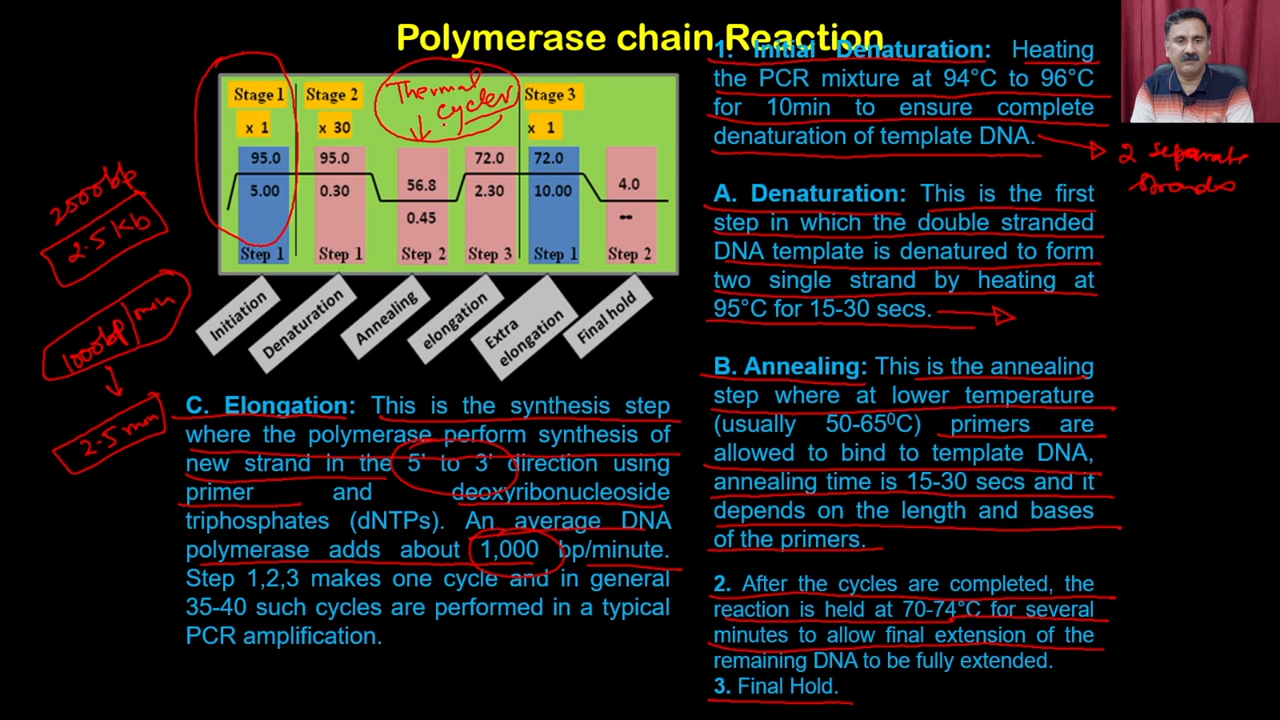 Polymerase chain Reaction
Stage 1
Stage 2
Stage 3
x 1
x 30
x 1
Thermal
cycler
95.0
95.0
72.0
72.0
56.8
4.0
5.00
0.30
2.30
10.00
0.45
∞
Step 1
Step 1
Step 2
Step 3
Step 1
Step 2
Initiation
Denaturation
Annealing
elongation
Extra
elongation
Final hold
2500bp
2.5 Kb
1000bp/min
2.5 min
C. Elongation: This is the synthesis step
where the polymerase perform synthesis of
new strand in the 5' to 3' direction using
primer and deoxyribonucleoside
triphosphates (dNTPs). An average DNA
polymerase adds about 1,000 bp/minute.
Step 1,2,3 makes one cycle and in general
35-40 such cycles are performed in a typical
PCR amplification.
1. Initial Denaturation: Heating
the PCR mixture at 94°C to 96°C
for 10min to ensure complete
denaturation of template DNA.
2 separate
strands
A. Denaturation: This is the first
step in which the double stranded
DNA template is denatured to form
two single strand by heating at
95°C for 15-30 secs.
B. Annealing: This is the annealing
step where at lower temperature
(usually 50-65⁰C) primers are
allowed to bind to template DNA,
annealing time is 15-30 secs and it
depends on the length and bases
of the primers.
2. After the cycles are completed, the
reaction is held at 70-74°C for several
minutes to allow final extension of the
remaining DNA to be fully extended.
3. Final Hold.